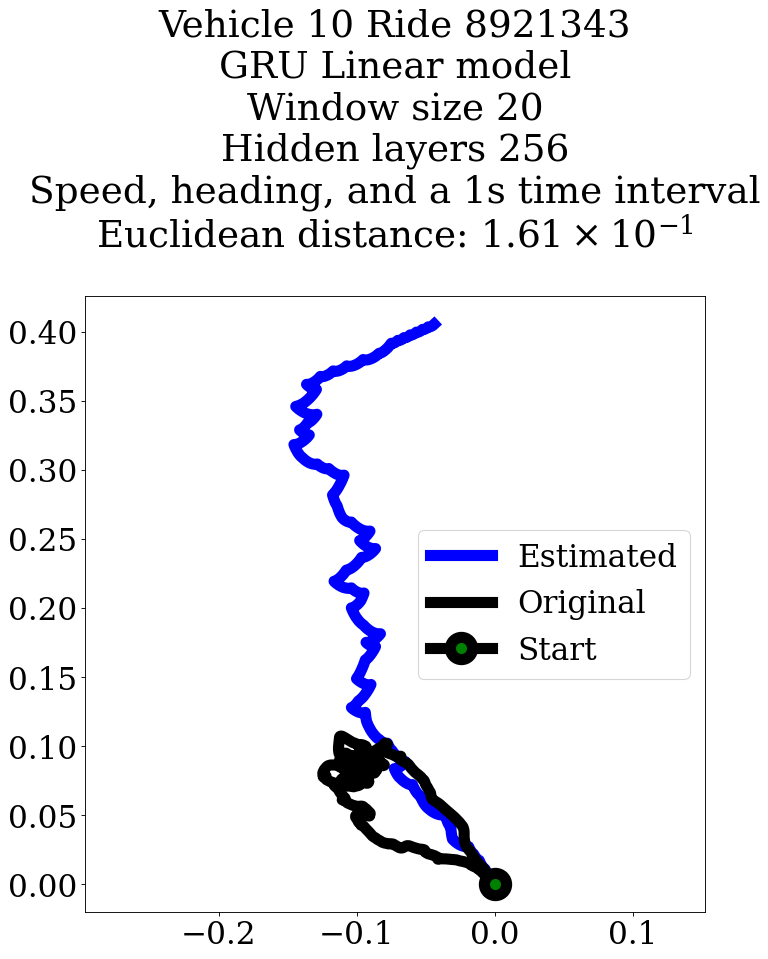 Vehicle 10 Ride 8921343
GRU Linear model
Window size 20
Hidden layers 256
Speed, heading, and a 1s time interval
Euclidean distance: 1.61 × 10⁻¹
0.40
0.35
0.30
0.25
0.20
0.15
0.10
0.05
0.00
Estimated
Original
Start
−0.2
−0.1
0.0
0.1